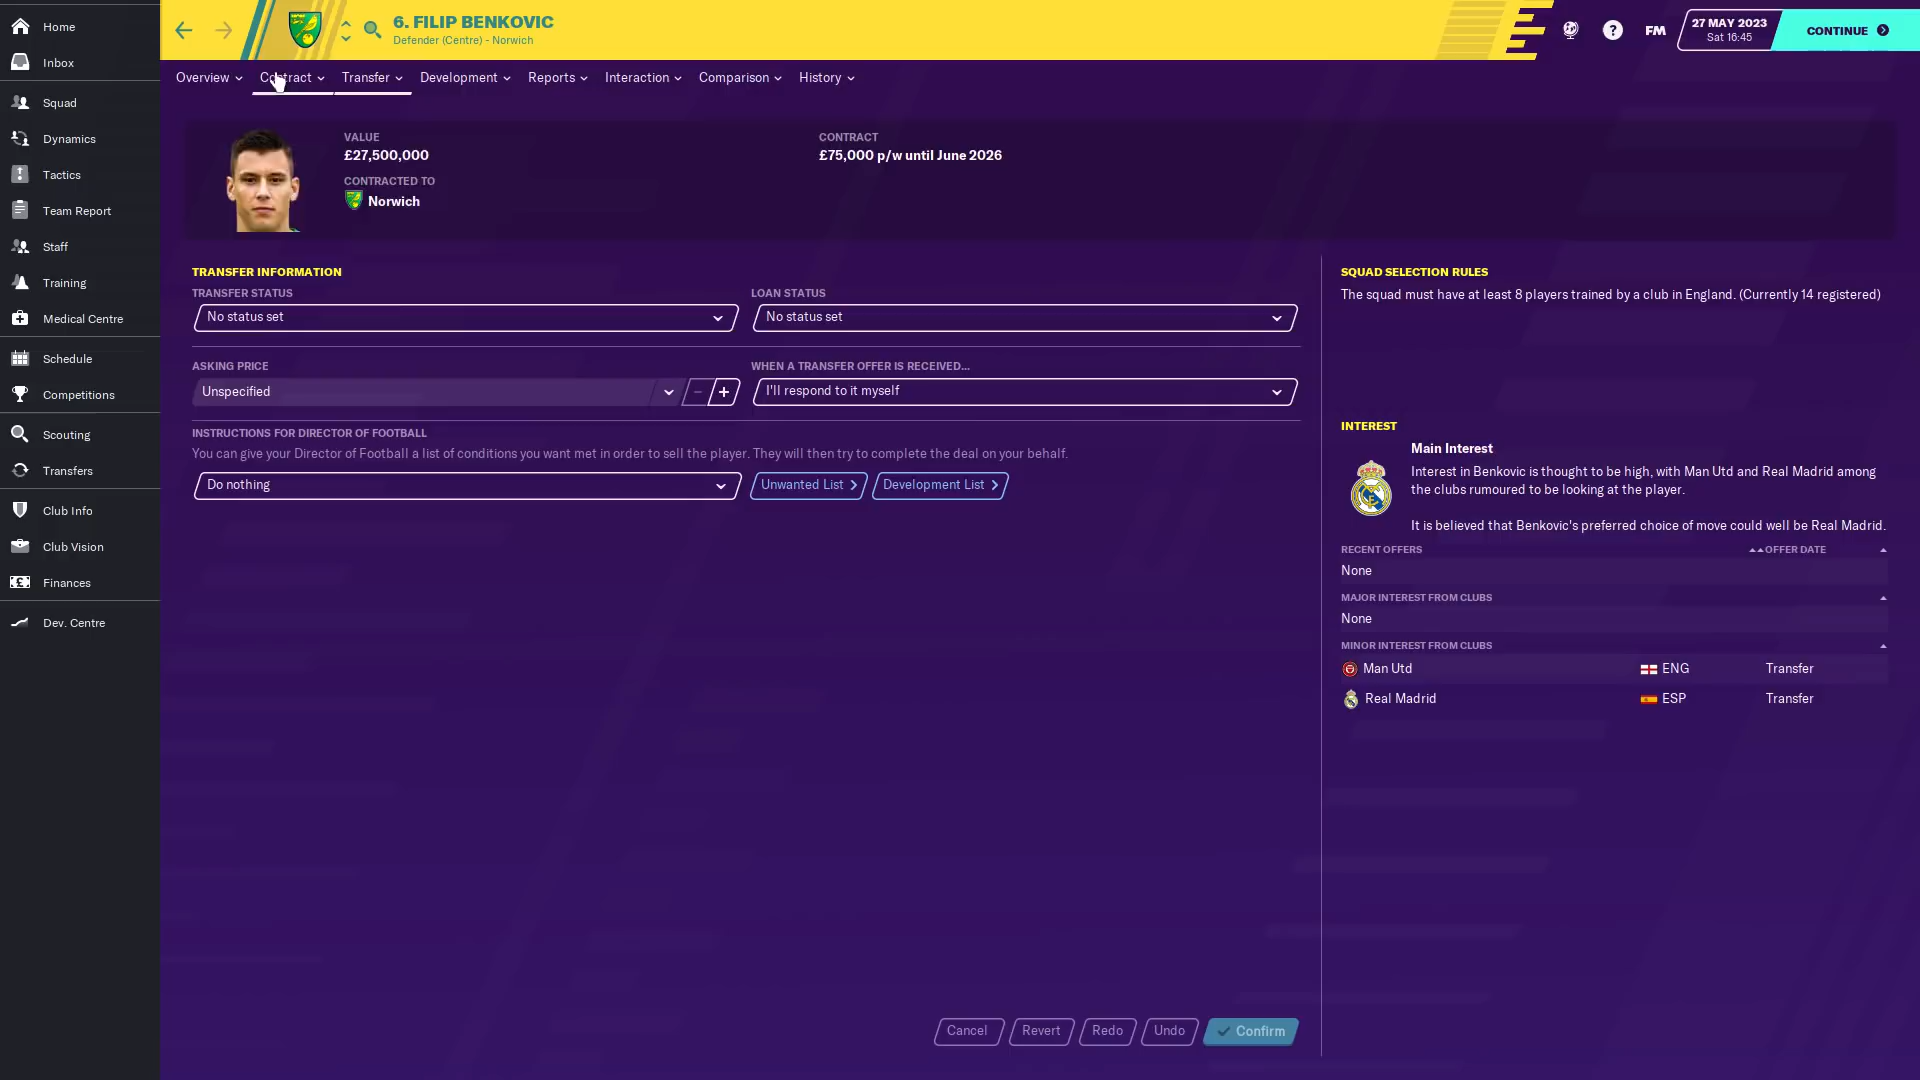 Home
Inbox
Squad
Dynamics
Tactics
Team Report
Staff
Training
Medical Centre
Schedule
Competitions
Scouting
Transfers
Club Info
Club Vision
Finances
Dev. Centre
6. FILIP BENKOVIC
Defender (Centre) - Norwich
?
FM
27 MAY 2023
Sat 16:45
CONTINUE
Overview
Contract
Transfer
Development
Reports
Interaction
Comparison
History
VALUE
£27,500,000
CONTRACTED TO
Norwich
CONTRACT
£75,000 p/w until June 2026
TRANSFER INFORMATION
TRANSFER STATUS
No status set
LOAN STATUS
No status set
ASKING PRICE
Unspecified
WHEN A TRANSFER OFFER IS RECEIVED...
I'll respond to it myself
INSTRUCTIONS FOR DIRECTOR OF FOOTBALL
You can give your Director of Football a list of conditions you want met in order to sell the player. They will then try to complete the deal on your behalf.
Do nothing
Unwanted List
Development List
SQUAD SELECTION RULES
The squad must have at least 8 players trained by a club in England. (Currently 14 registered)
INTEREST
Main Interest
Interest in Benkovic is thought to be high, with Man Utd and Real Madrid among
the clubs rumoured to be looking at the player.
It is believed that Benkovic's preferred choice of move could well be Real Madrid.
RECENT OFFERS
OFFER DATE
None
MAJOR INTEREST FROM CLUBS
None
MINOR INTEREST FROM CLUBS
Man Utd ENG Transfer
Real Madrid ESP Transfer
Cancel
Revert
Redo
Undo
Confirm